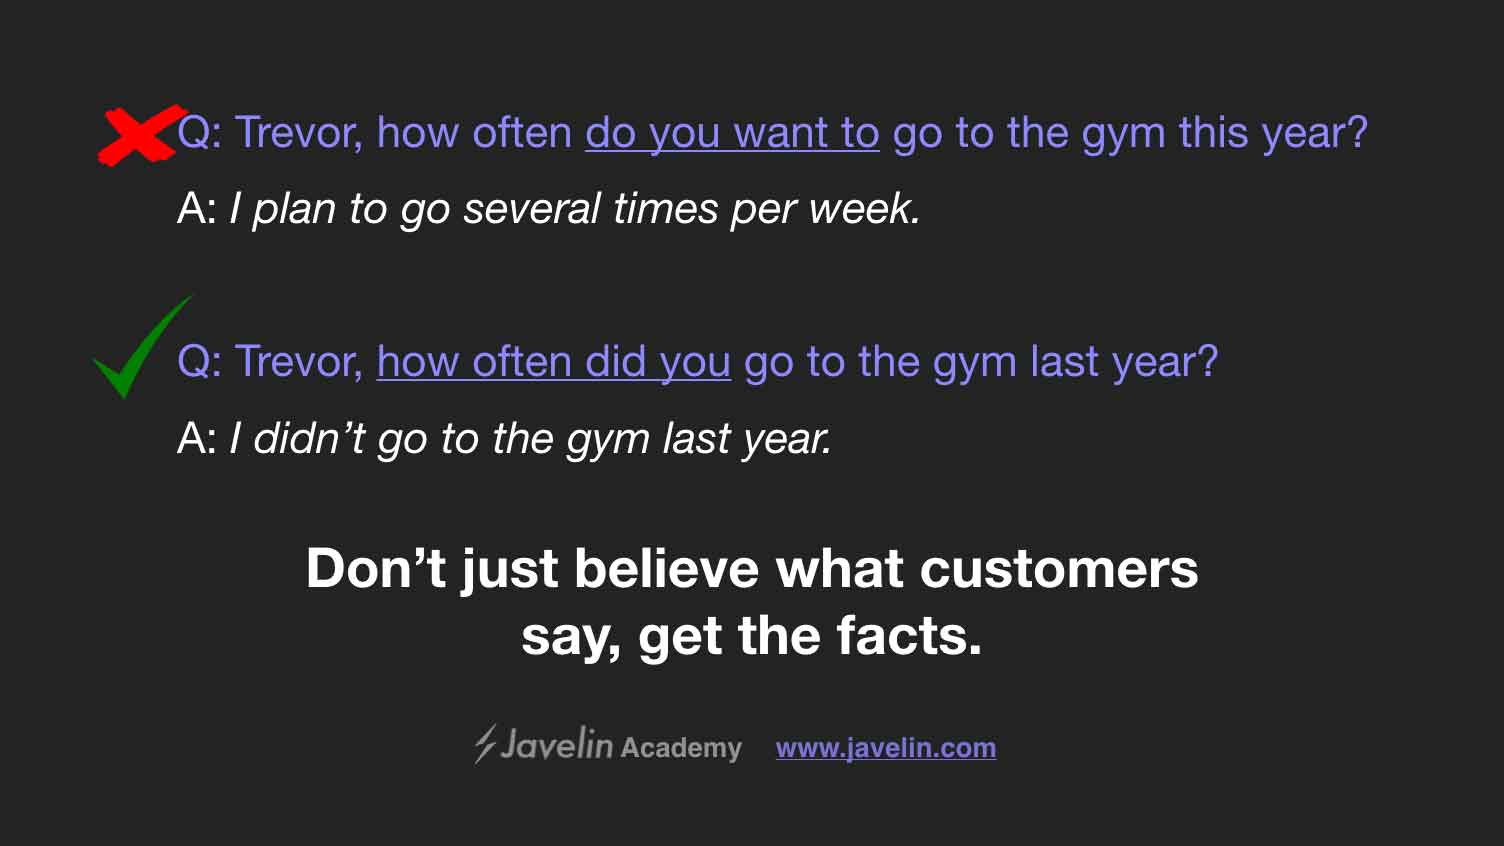 Q: Trevor, how often do you want to go to the gym this year?
A: I plan to go several times per week.
Q: Trevor, how often did you go to the gym last year?
A: I didn’t go to the gym last year.
Don’t just believe what customers
say, get the facts.
Javelin Academy www.javelin.com